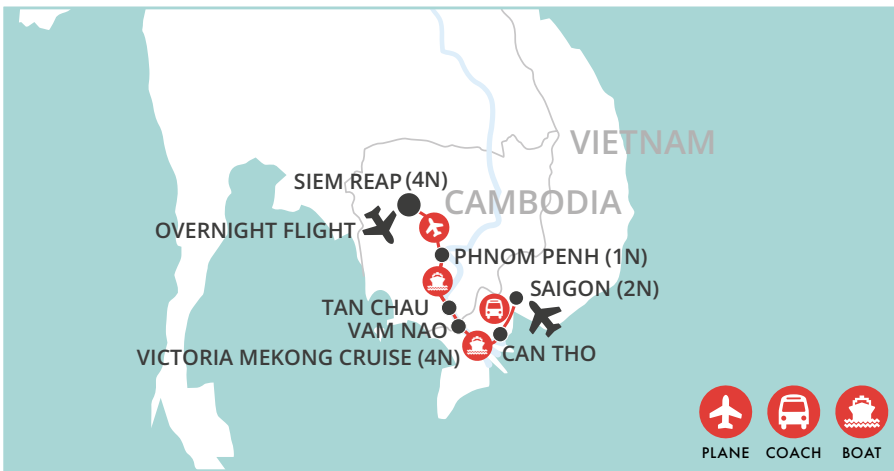 VIETNAM
SIEM REAP (4N)
CAMBODIA
OVERNIGHT FLIGHT
PHNOM PENH (1N)
SAIGON (2N)
TAN CHAU
VAM NAO
VICTORIA MEKONG CRUISE (4N)
CAN THO
PLANE COACH BOAT